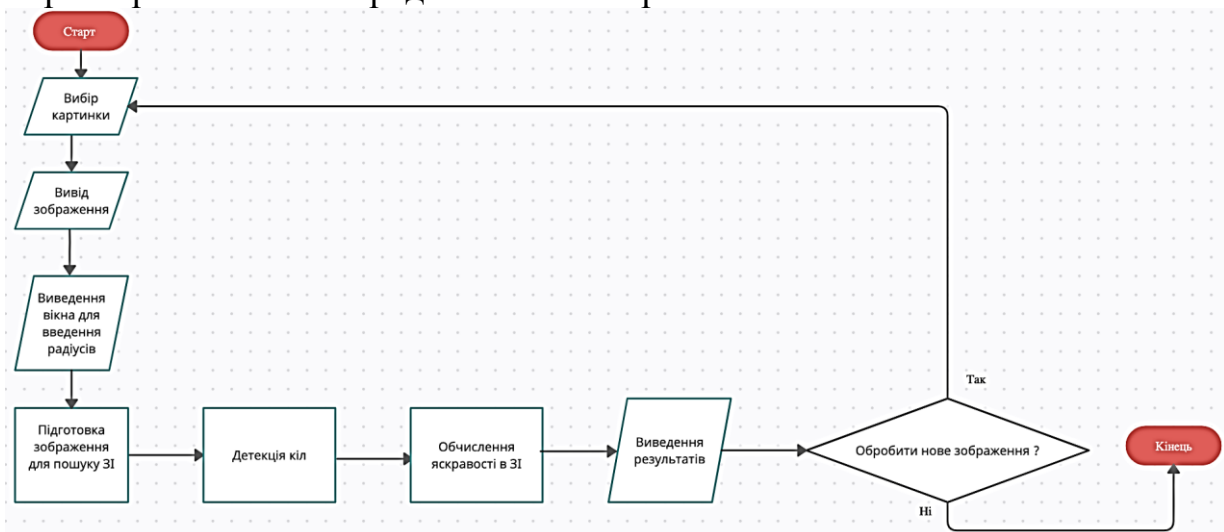 Старт
Вибір
картинки
Вивід
зображення
Виведення
вікна для
введення
радіусів
Підготовка
зображення
для пошуку ЗІ
Детекція кіл
Обчислення
яскравості в ЗІ
Виведення
результатів
Обробити нове зображення ?
Так
Ні
Кінець